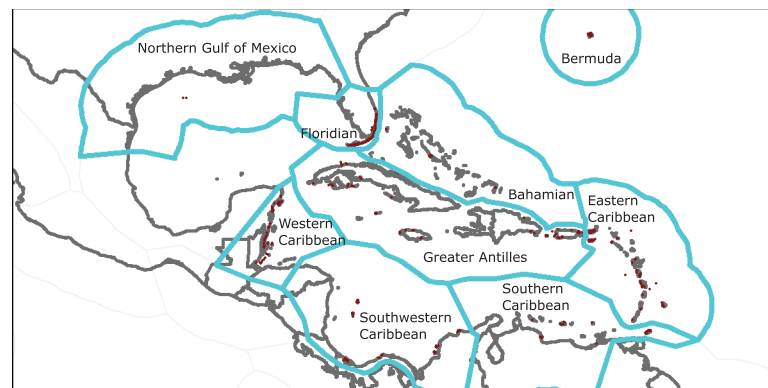 Northern Gulf of Mexico
Bermuda
Floridian
Bahamian
Eastern
Caribbean
Western
Caribbean
Greater Antilles
Southern
Caribbean
Southwestern
Caribbean